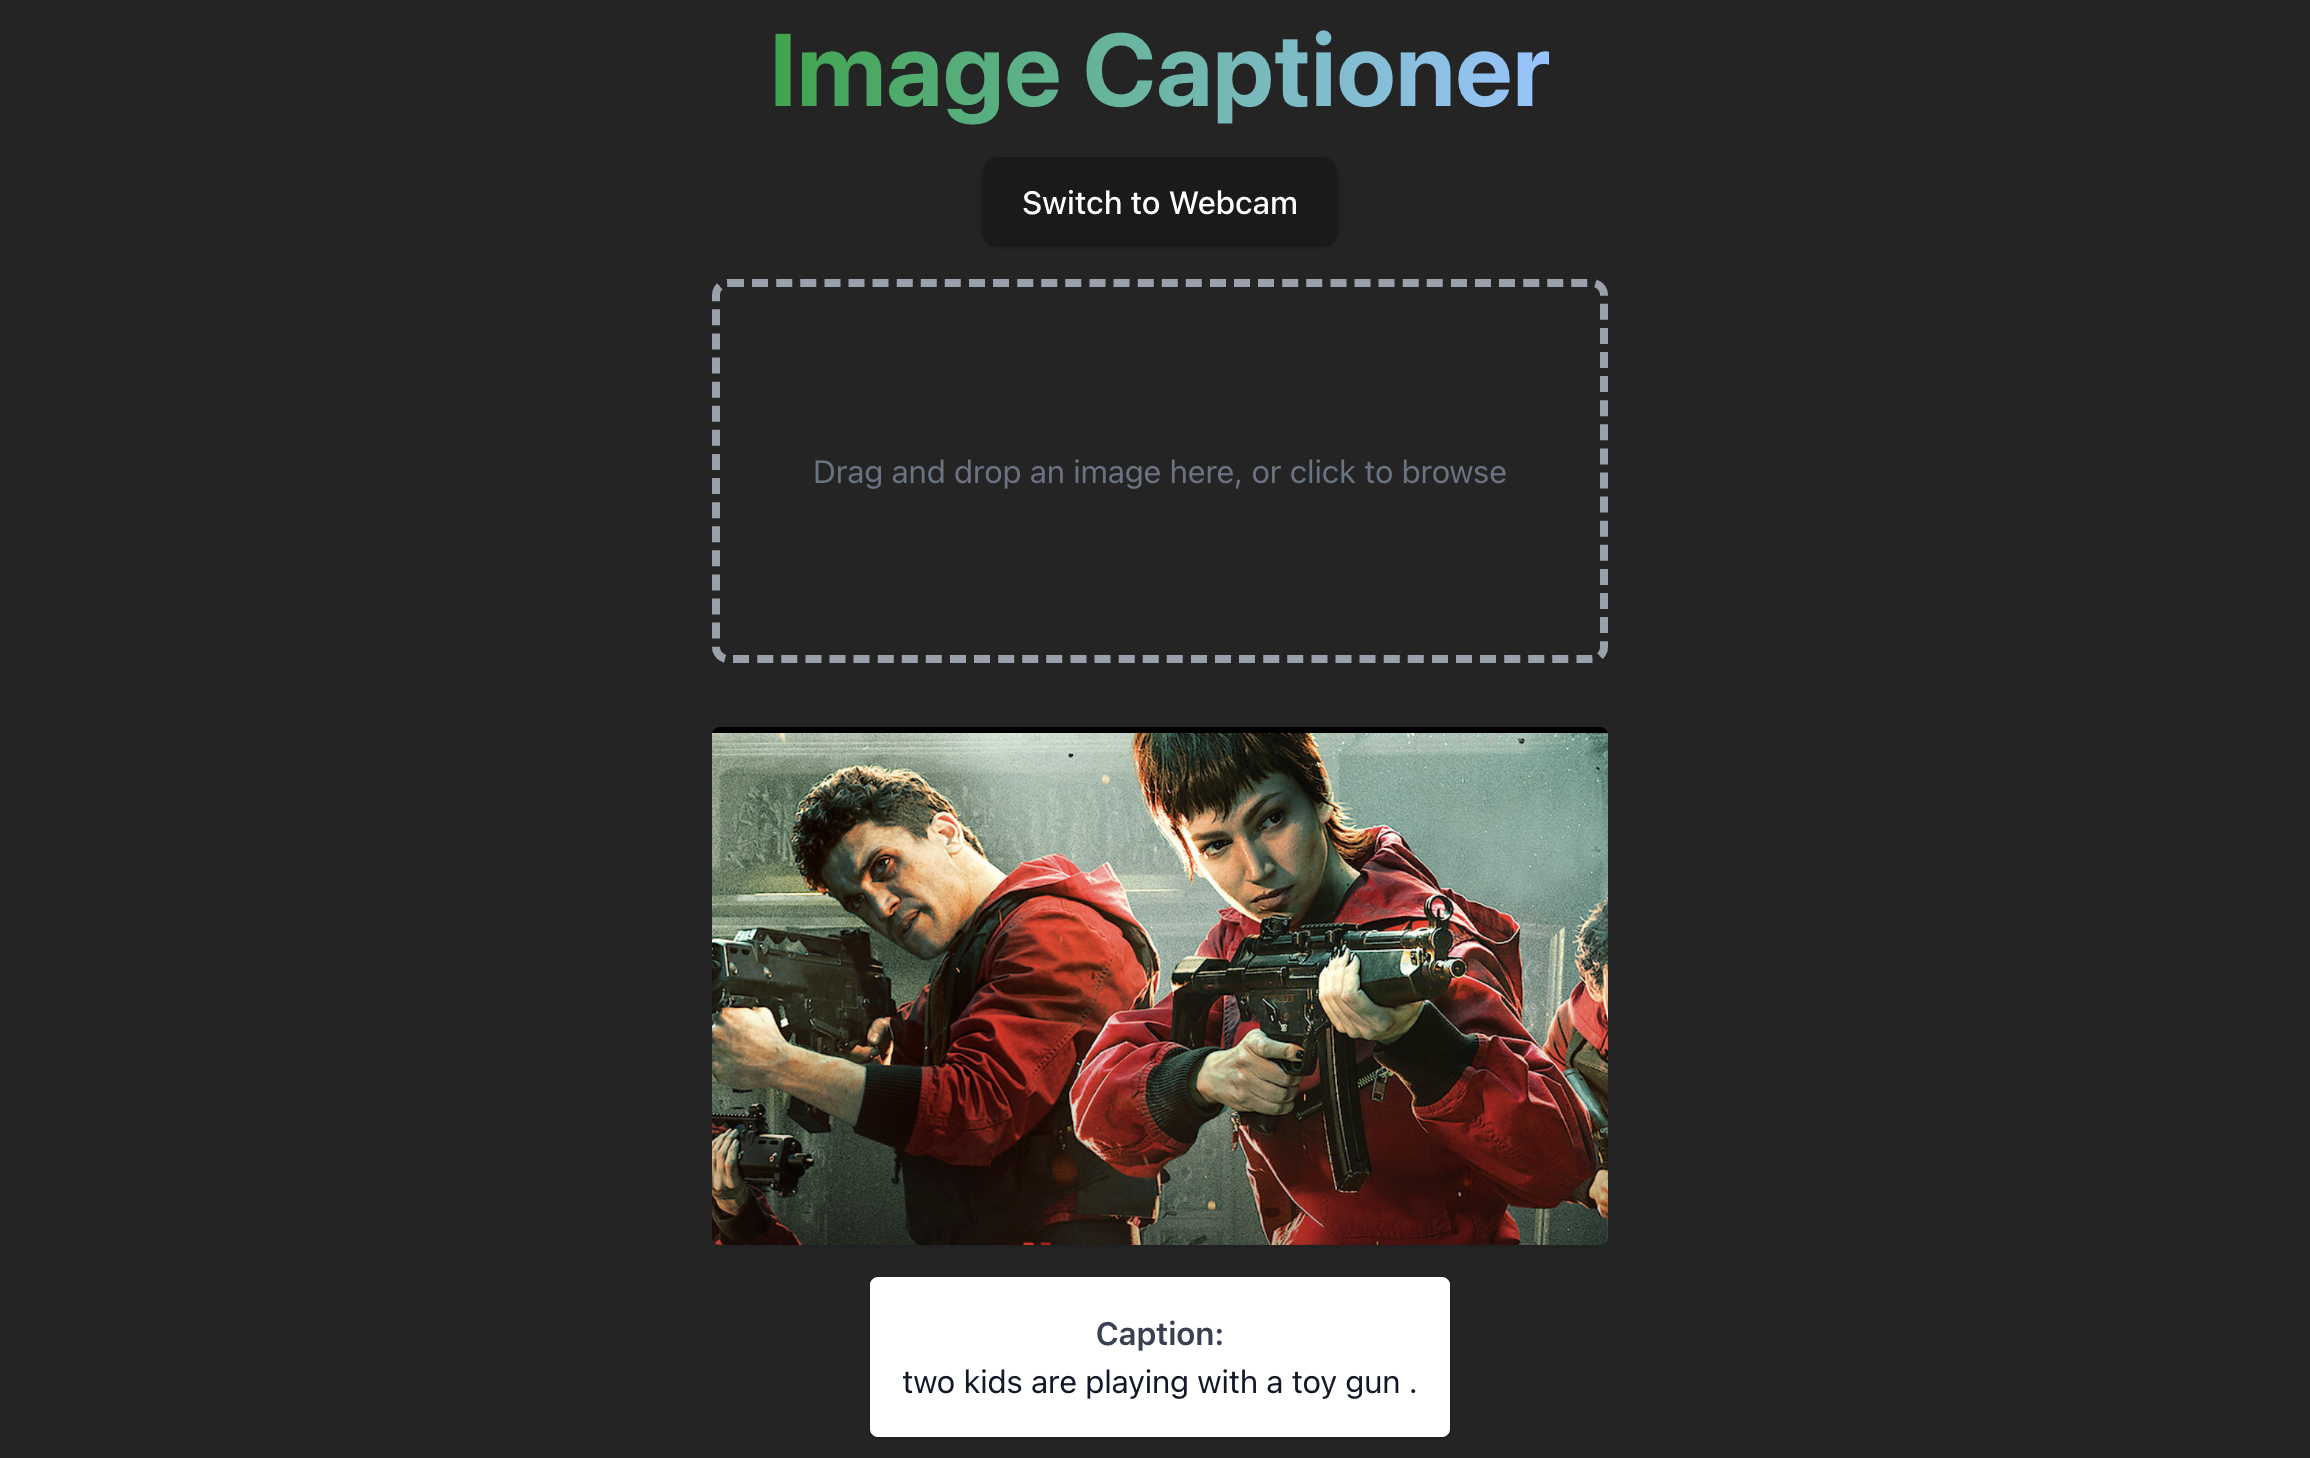 Image Captioner
Switch to Webcam
Drag and drop an image here, or click to browse
Caption:
two kids are playing with a toy gun .